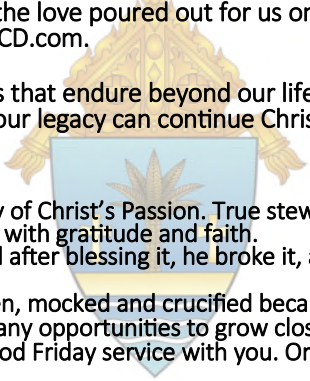 the love poured out for us on
CD.com.
s that endure beyond our life
our legacy can continue Chris
y of Christ’s Passion. True stew
with gratitude and faith.
d after blessing it, he broke it, a
en, mocked and crucified beca
any opportunities to grow clos
od Friday service with you. Or